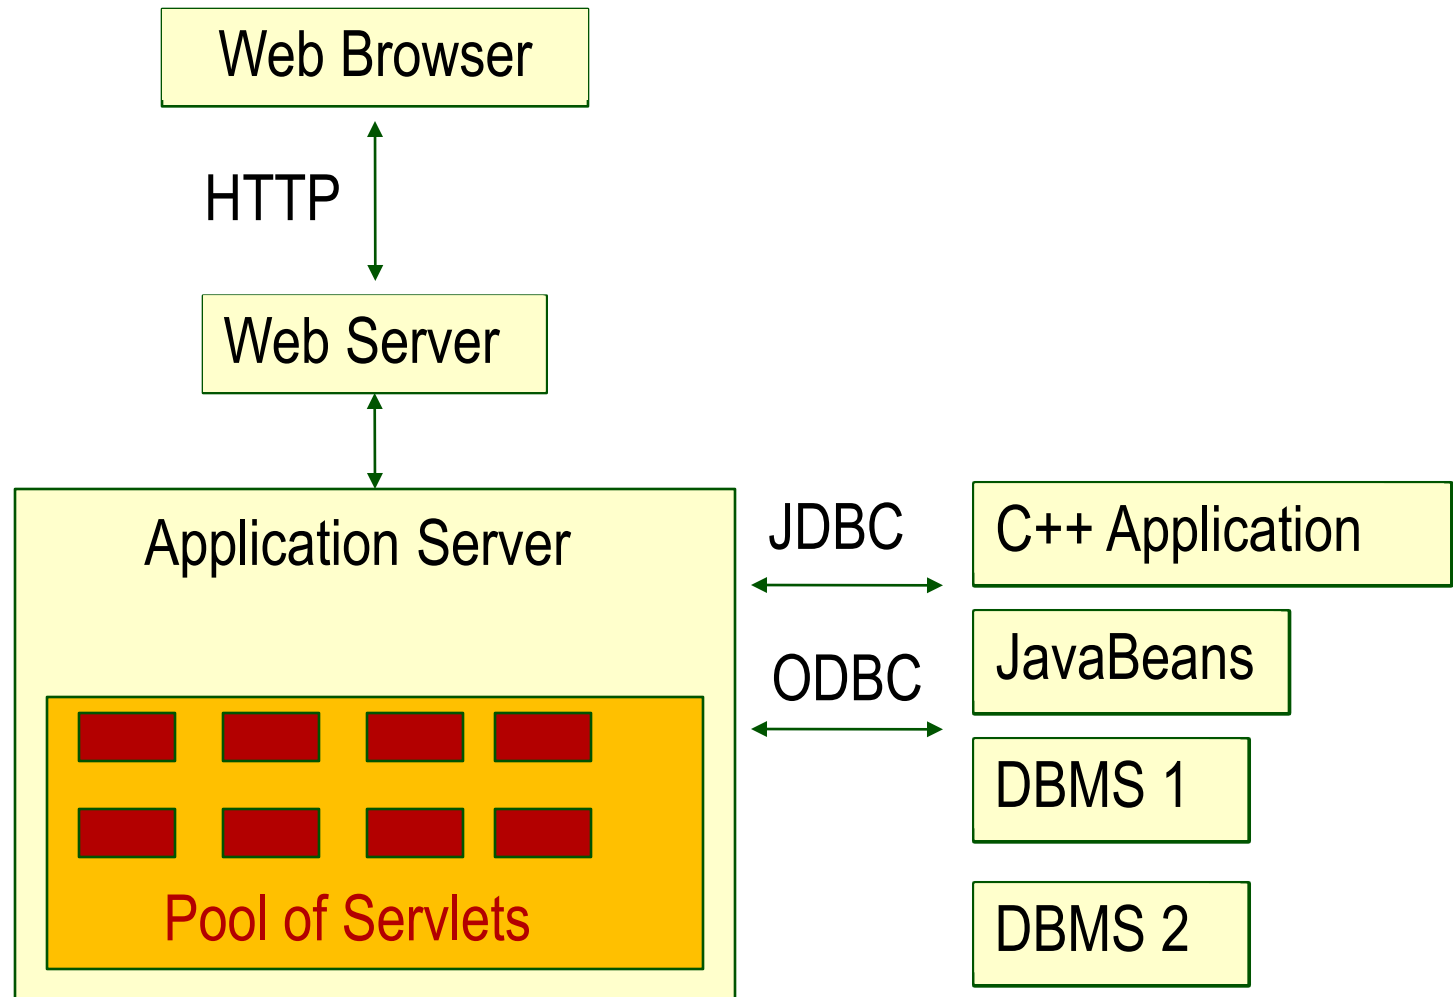 Web Browser
HTTP
Web Server
Application Server
JDBC
C++ Application
JavaBeans
ODBC
DBMS 1
Pool of Servlets
DBMS 2